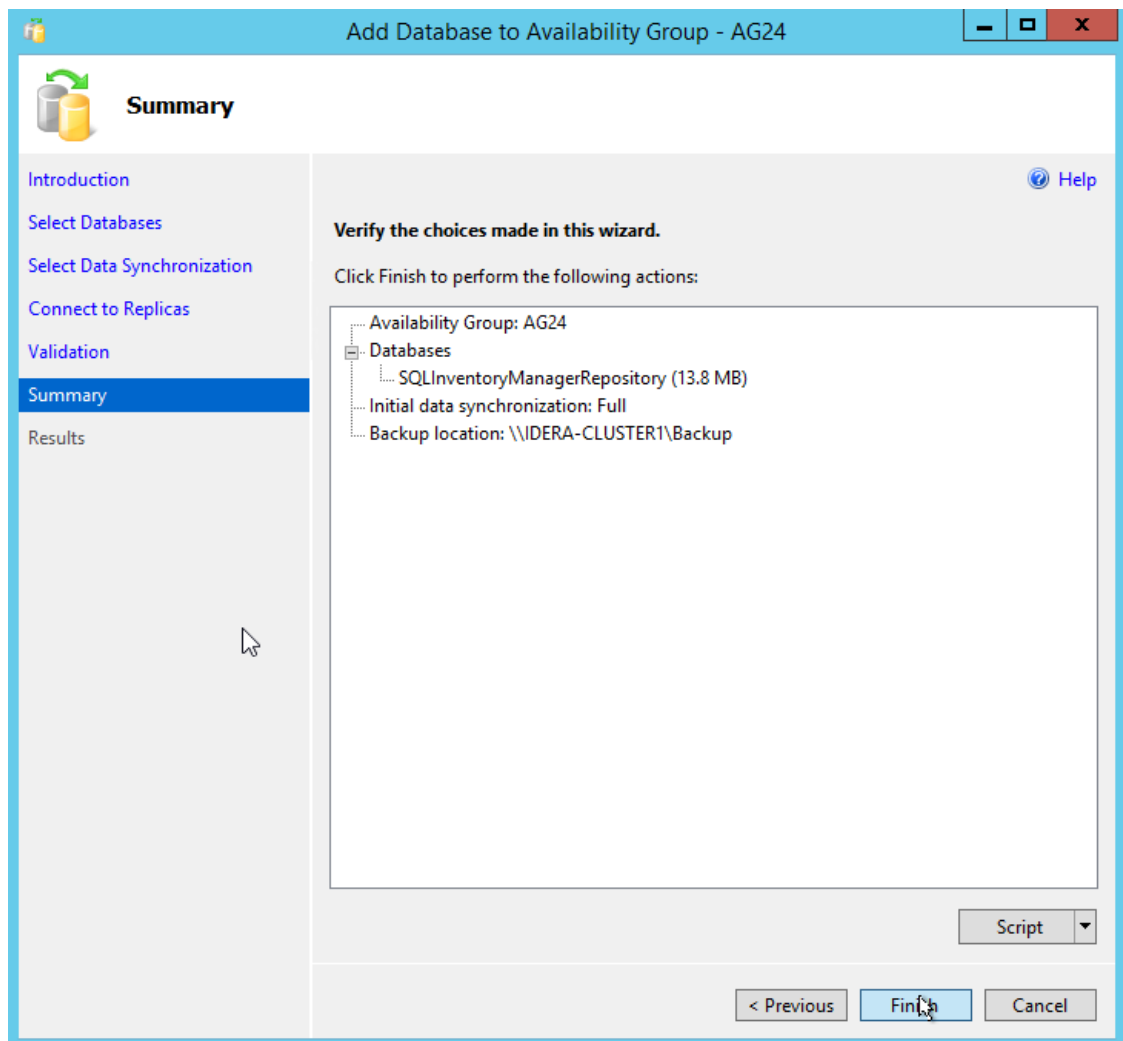 Add Database to Availability Group - AG24
Summary
Introduction
Select Databases
Select Data Synchronization
Connect to Replicas
Validation
Summary
Results
Help
Verify the choices made in this wizard.
Click Finish to perform the following actions:
Availability Group: AG24
Databases
SQLInventoryManagerRepository (13.8 MB)
Initial data synchronization: Full
Backup location: \\IDERA-CLUSTER1\Backup
Script
< Previous
Finish
Cancel